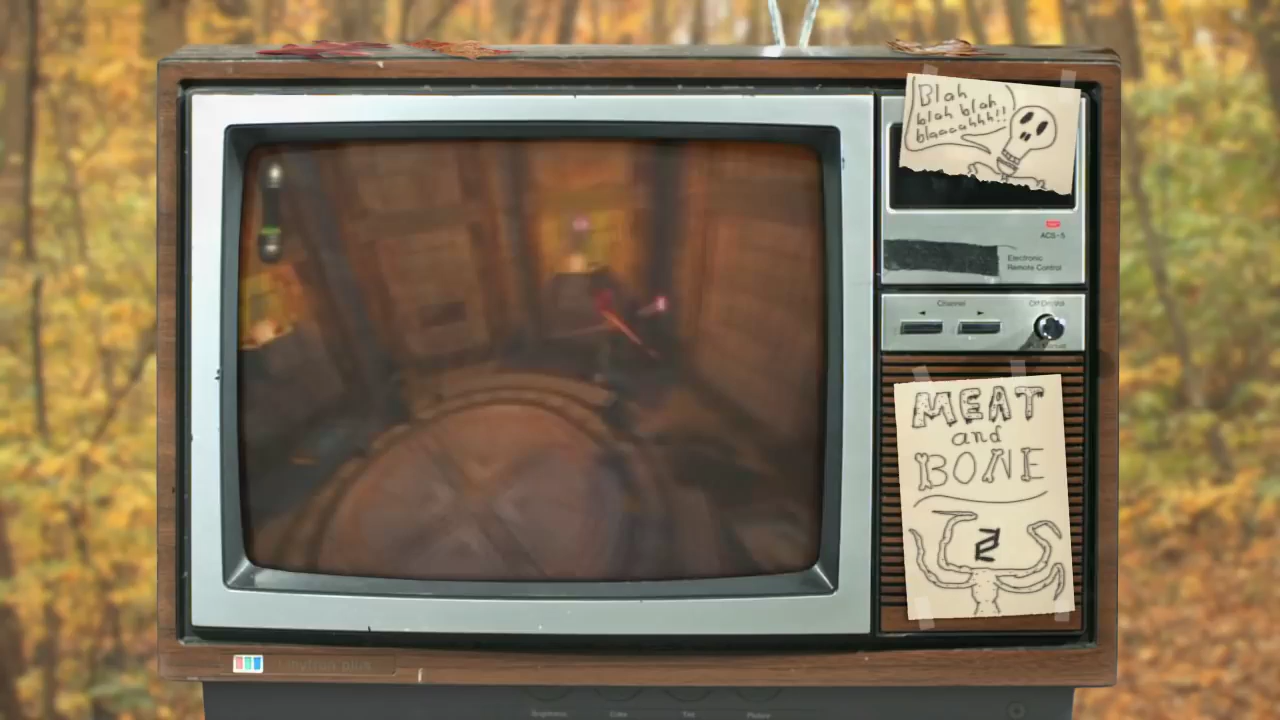 Blah
blah blah
blaaaahhh!!
ACS-5
Electronic
Remote Control
Channel
MEAT
and
BONE
2